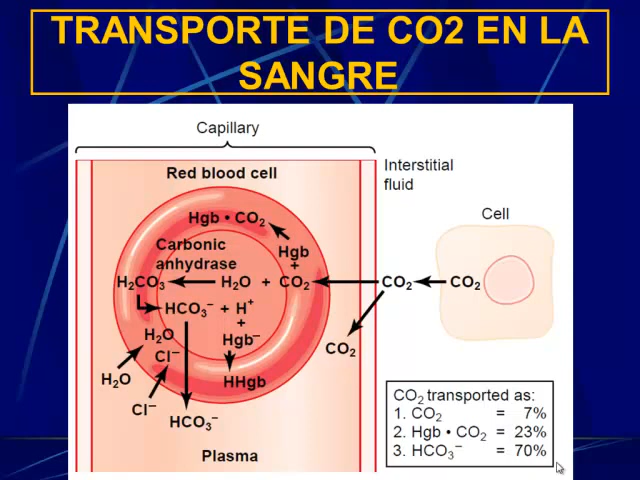 TRANSPORTE DE CO2 EN LA
SANGRE
Capillary
Red blood cell
Interstitial
fluid
Cell
Hgb • CO₂
Carbonic
anhydrase
Hgb
+
H₂CO₃
H₂O + CO₂
CO₂
CO₂
HCO₃⁻ + H⁺
+
H₂O
Hgb⁻
Cl⁻
CO₂
H₂O
HHgb
Cl⁻
HCO₃⁻
Plasma
CO₂ transported as:
1. CO₂ = 7%
2. Hgb • CO₂ = 23%
3. HCO₃⁻ = 70%